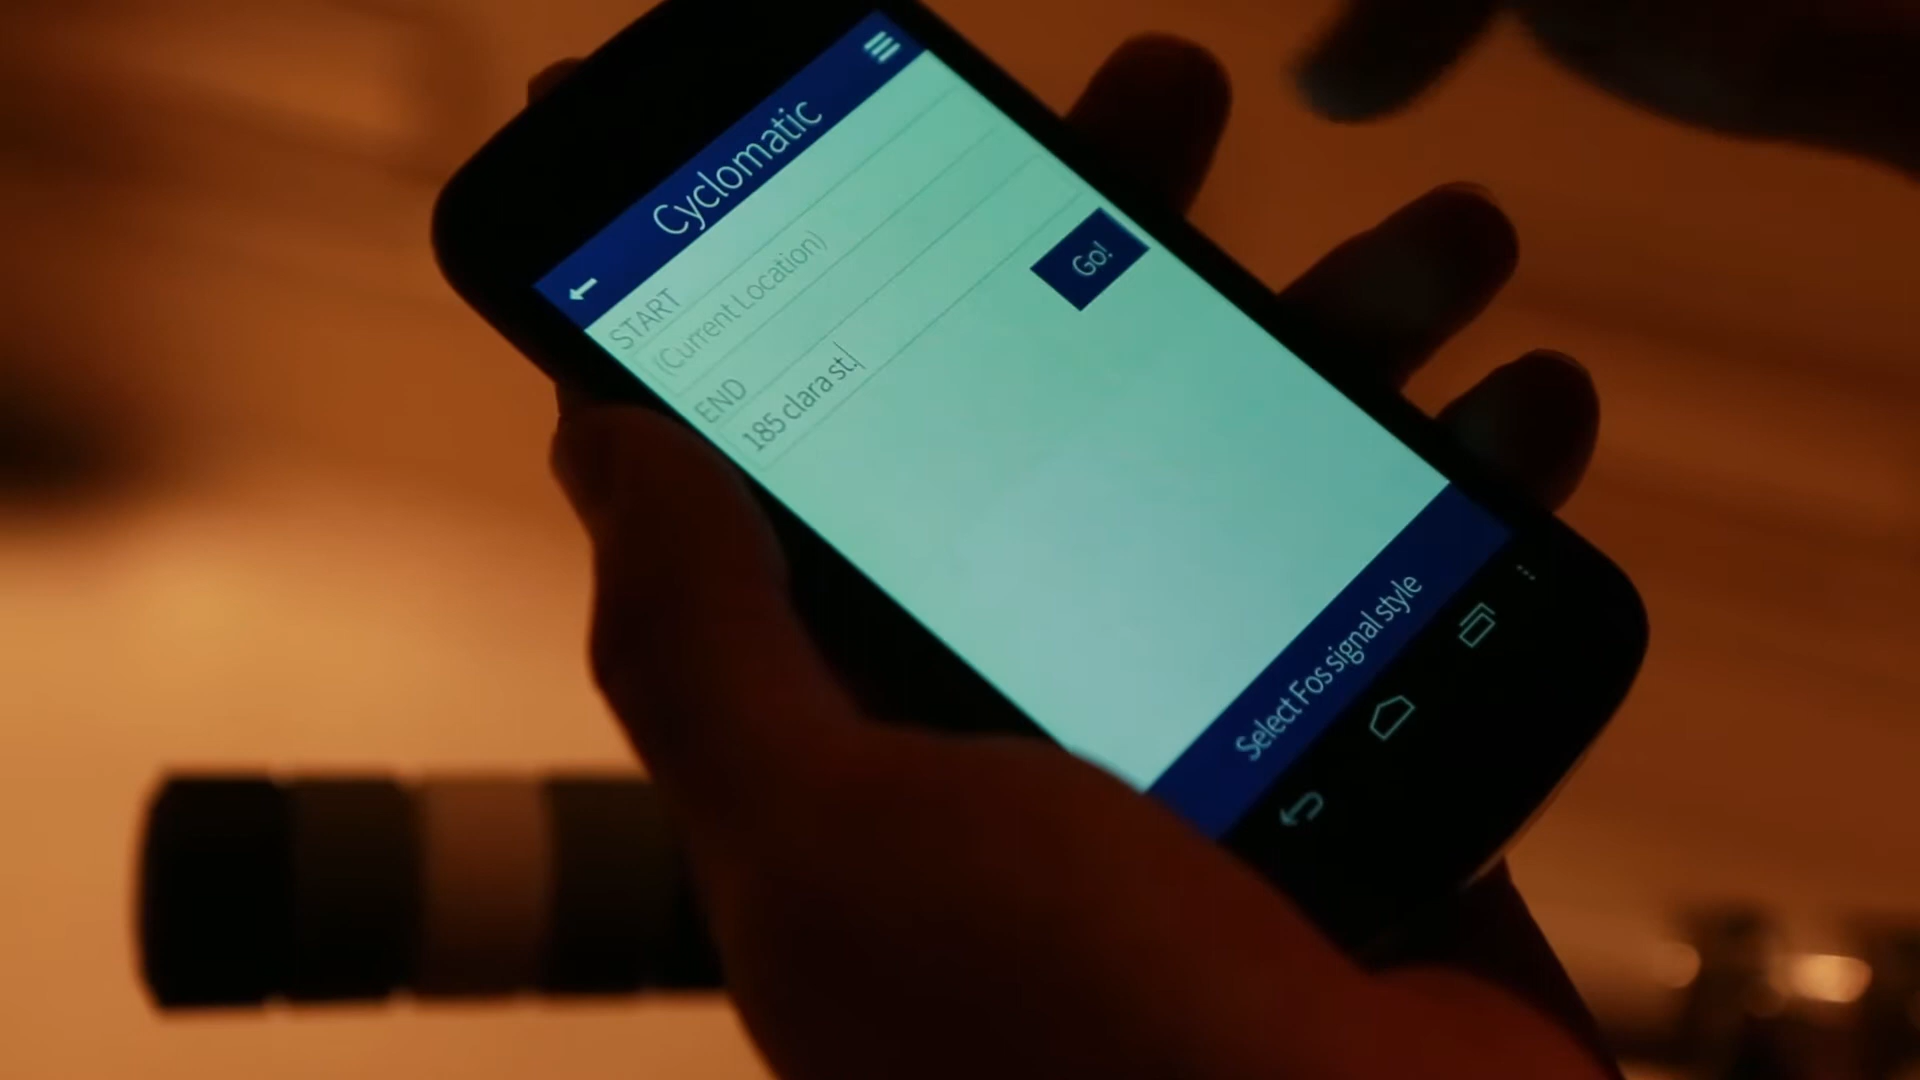 Cyclomatic
START
(Current Location)
END
185 clara st.
Go!
Select Fos signal style